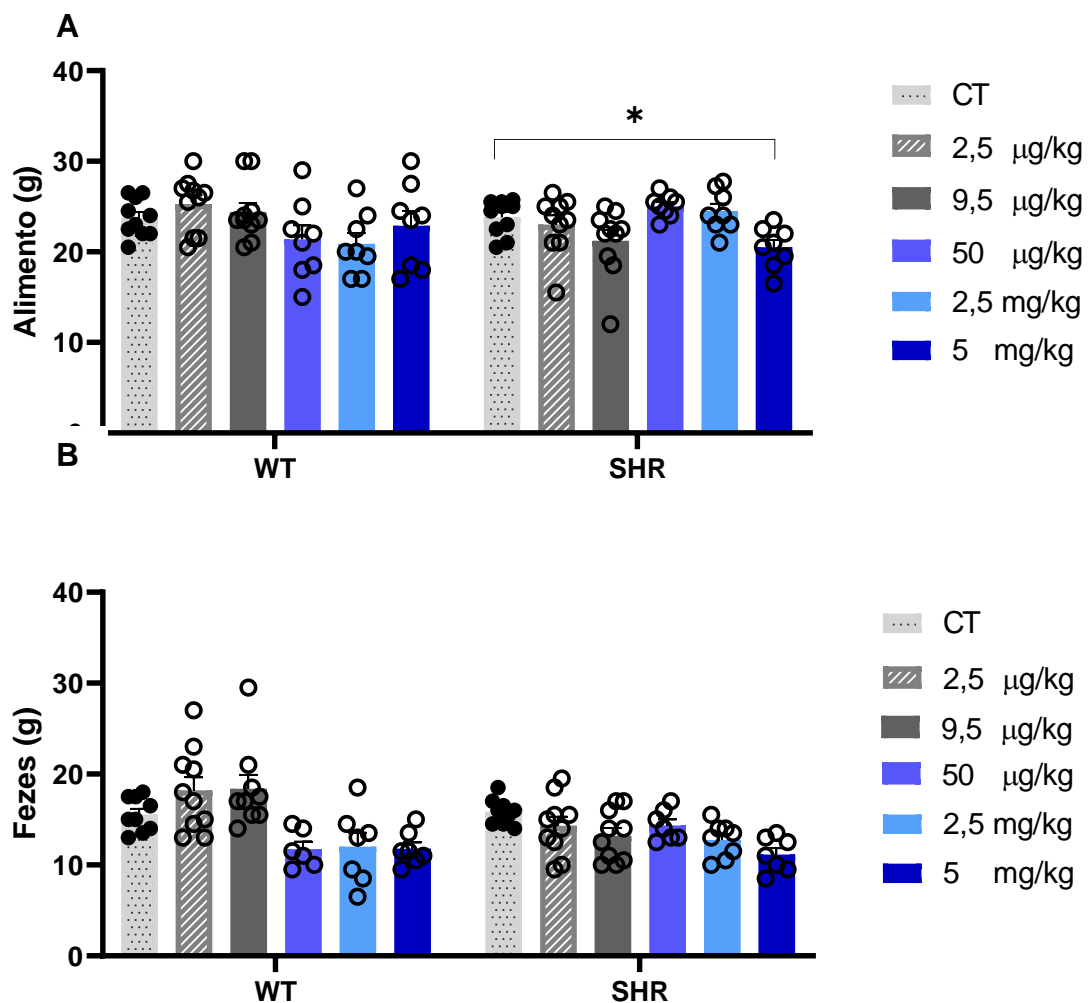 A
40
30
20
10
Alimento (g)
*
WT
SHR
CT
2,5 μg/kg
9,5 μg/kg
50 μg/kg
2,5 mg/kg
5 mg/kg
B
40
30
20
10
0
Fezes (g)
WT
SHR
CT
2,5 μg/kg
9,5 μg/kg
50 μg/kg
2,5 mg/kg
5 mg/kg